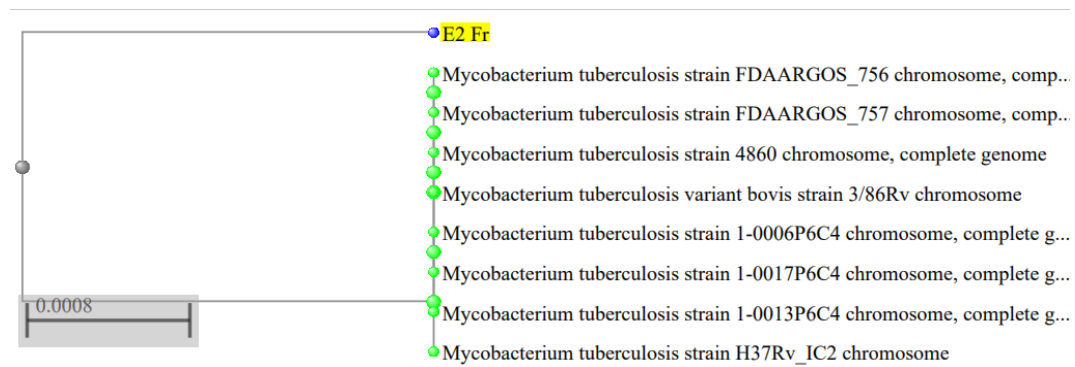 E2 Fr
Mycobacterium tuberculosis strain FDAARGOS_756 chromosome, comp...
Mycobacterium tuberculosis strain FDAARGOS_757 chromosome, comp...
Mycobacterium tuberculosis strain 4860 chromosome, complete genome
Mycobacterium tuberculosis variant bovis strain 3/86Rv chromosome
Mycobacterium tuberculosis strain 1-0006P6C4 chromosome, complete g...
Mycobacterium tuberculosis strain 1-0017P6C4 chromosome, complete g...
0.0008
Mycobacterium tuberculosis strain 1-0013P6C4 chromosome, complete g...
Mycobacterium tuberculosis strain H37Rv_IC2 chromosome